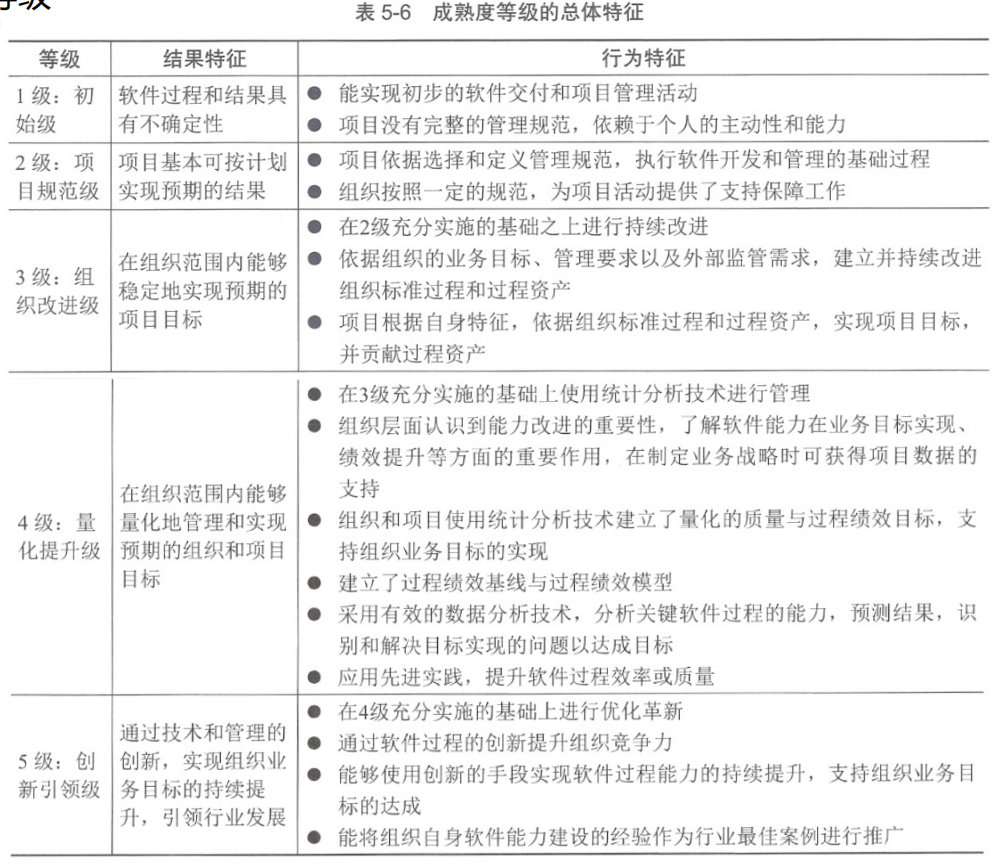 表 5-6 成熟度等级的总体特征
等级 结果特征 行为特征
1 级：初始级
软件过程和结果具有不确定性
● 能实现初步的软件交付和项目管理活动
● 项目没有完整的管理规范，依赖于个人的主动性和能力
2 级：项目规范级
项目基本可按计划实现预期的结果
● 项目依据选择和定义管理规范，执行软件开发和管理的基础过程
● 组织按照一定的规范，为项目活动提供了支持保障工作
3 级：组织改进级
在组织范围内能够稳定地实现预期的项目目标
● 在2级充分实施的基础之上进行持续改进
● 依据组织的业务目标、管理要求以及外部监管需求，建立并持续改进
组织标准过程和过程资产
● 项目根据自身特征，依据组织标准过程和过程资产，实现项目目标，
并贡献过程资产
4 级：量化提升级
在组织范围内能够量化地管理和实现预期的组织和项目目标
● 在3级充分实施的基础上使用统计分析技术进行管理
● 组织层面认识到能力改进的重要性，了解软件能力在业务目标实现、
绩效提升等方面的重要作用，在制定业务战略时可获得项目数据的
支持
● 组织和项目使用统计分析技术建立了量化的质量与过程绩效目标，支
持组织业务目标的实现
● 建立了过程绩效基线与过程绩效模型
● 采用有效的数据分析技术，分析关键软件过程的能力，预测结果，识
别和解决目标实现的问题以达成目标
● 应用先进实践，提升软件过程效率或质量
5 级：创新引领级
通过技术和管理的创新，实现组织业务目标的持续提升，引领行业发展
● 在4级充分实施的基础上进行优化革新
● 通过软件过程的创新提升组织竞争力
● 能够使用创新的手段实现软件过程能力的持续提升，支持组织业务目
标的达成
● 能将组织自身软件能力建设的经验作为行业最佳案例进行推广